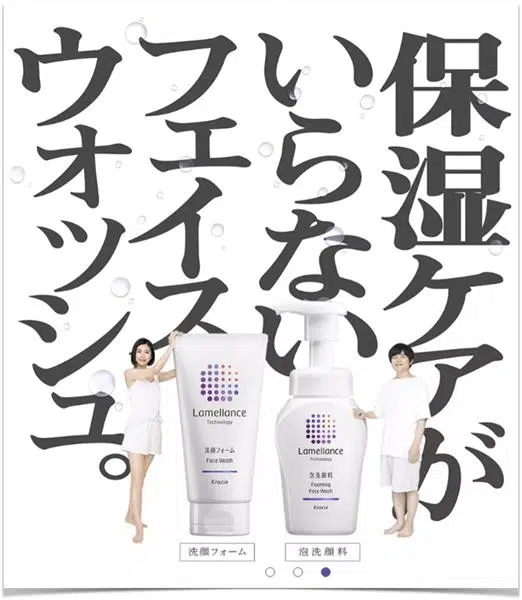 保湿ケアが
いらない
フェイス
ウオッシュ。
Lamellance
Technology
洗顔フォーム
Face Wash
Kracie
Lamellance
Technology
泡洗顔料
Foaming
Face Wash
Kracie
洗顔フォーム
泡洗顔料